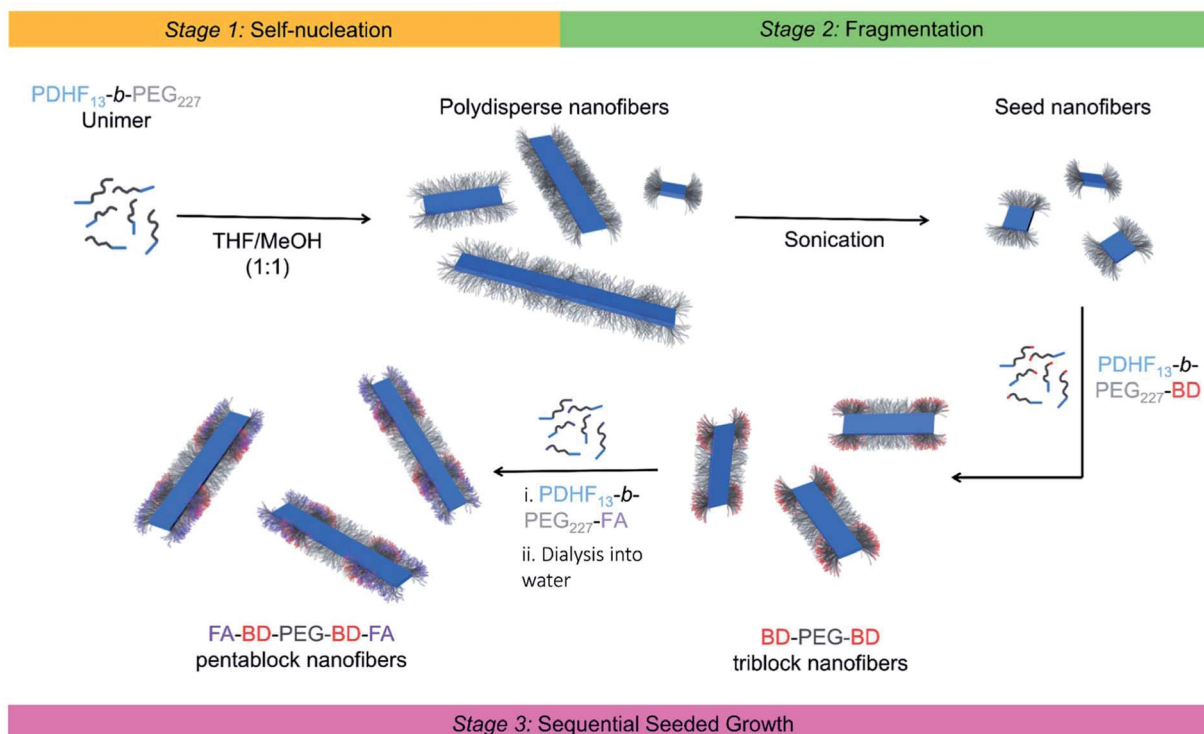 Stage 1: Self-nucleation
Stage 2: Fragmentation
PDHF₁₃-b-PEG₂₂₇
Unimer
THF/MeOH
(1:1)
Polydisperse nanofibers
Sonication
Seed nanofibers
PDHF₁₃-b-
PEG₂₂₇-BD
BD-PEG-BD
triblock nanofibers
i. PDHF₁₃-b-
PEG₂₂₇-FA
ii. Dialysis into
water
FA-BD-PEG-BD-FA
pentablock nanofibers
Stage 3: Sequential Seeded Growth